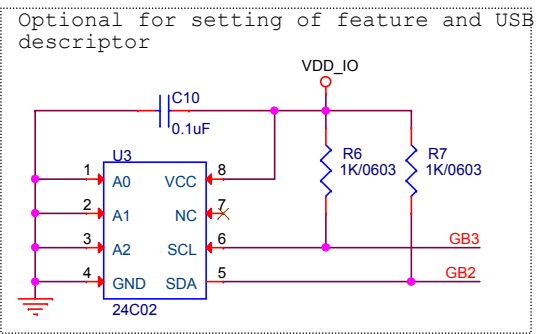 Optional for setting of feature and USB
descriptor
VDD_IO
C10
0.1uF
U3
R6
1K/0603
R7
1K/0603
1 A0 VCC 8
2 A1 NC 7
3 A2 SCL 6 GB3
4 GND SDA 5 GB2
24C02